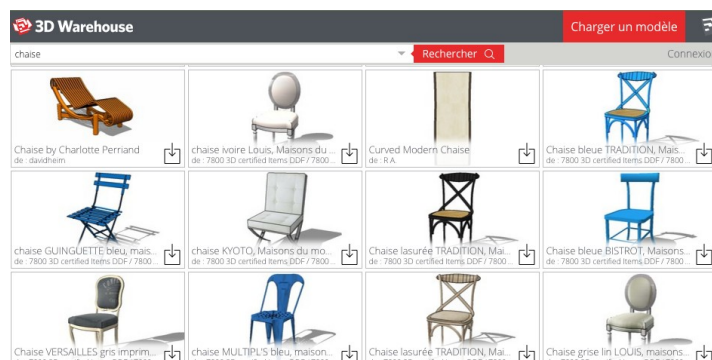 3D Warehouse
Charger un modèle
chaise
Rechercher
Connexio
Chaise by Charlotte Perriand
de : davidheim
chaise ivoire Louis, Maisons du ...
de : 7800 3D certified Items DDF / 7800 ...
Curved Modern Chaise
de : R A.
Chaise bleue TRADITION, Mais...
de : 7800 3D certified Items DDF / 7800 ...
chaise GUINGUETTE bleu, mais...
de : 7800 3D certified Items DDF / 7800 ...
chaise KYOTO, Maisons du mo...
de : 7800 3D certified Items DDF / 7800 ...
Chaise lasurée TRADITION, Mai...
de : 7800 3D certified Items DDF / 7800 ...
Chaise bleue BISTROT, Maisons...
de : 7800 3D certified Items DDF / 7800 ...
Chaise VERSAILLES gris imprim...
chaise MULTIPL'S bleu, maison...
Chaise lasurée TRADITION, Mai...
Chaise grise lin LOUIS, maisons...